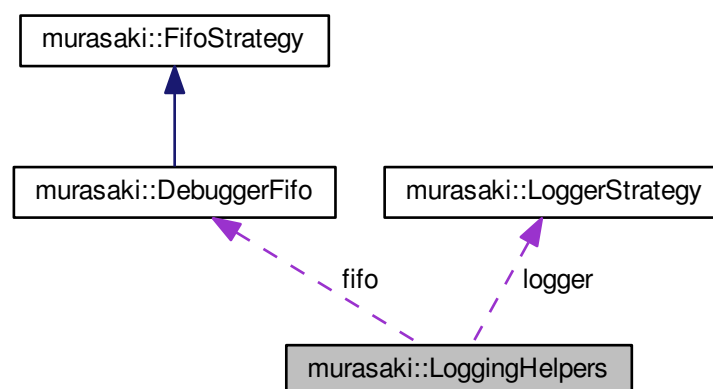 murasaki::FifoStrategy
murasaki::DebuggerFifo
murasaki::LoggerStrategy
fifo
logger
murasaki::LoggingHelpers